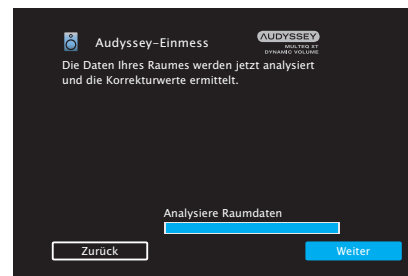 Audyssey-Einmess
AUDYSSEY
MULTEQ XT
DYNAMIC VOLUME
Die Daten Ihres Raumes werden jetzt analysiert
und die Korrekturwerte ermittelt.
Analysiere Raumdaten
Zurück
Weiter